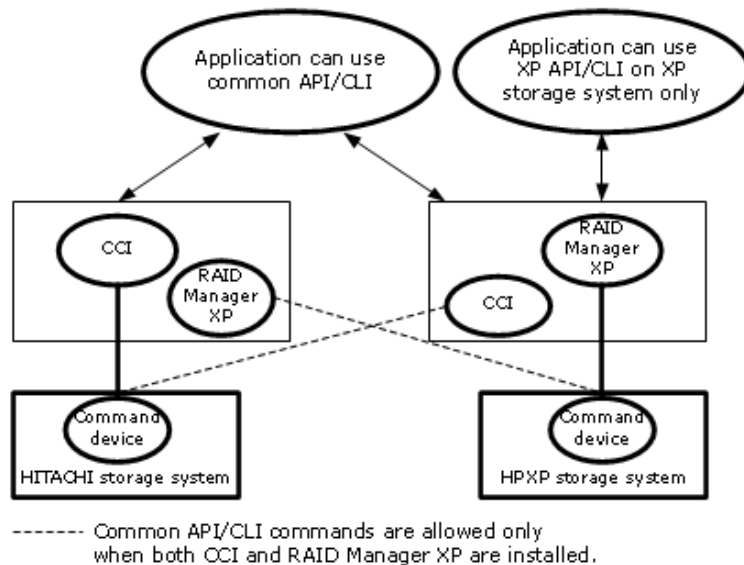 Application can use
common API/CLI
Application can use
XP API/CLI on XP
storage system only
CCI
RAID
Manager
XP
RAID
Manager
XP
CCI
Command
device
HITACHI storage system
Command
device
HPXP storage system
Common API/CLI commands are allowed only
when both CCI and RAID Manager XP are installed.